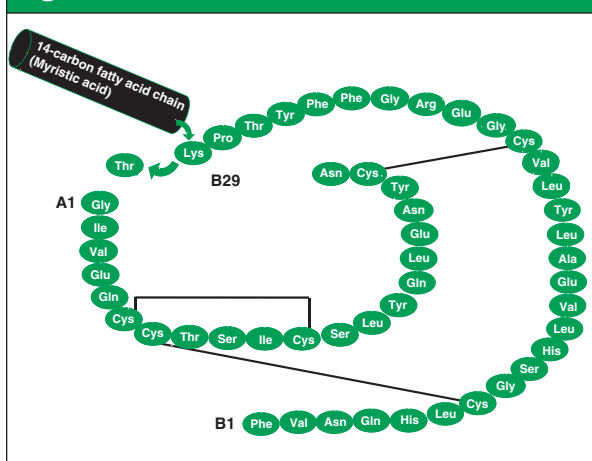 14-carbon fatty acid chain
(Myristic acid)
Thr
Lys
Pro
Thr
Tyr
Phe
Phe
Gly
Arg
Glu
Gly
Cys
Val
Leu
Tyr
Leu
Ala
Glu
Val
Leu
His
Ser
Gly
Cys
Leu
B29
Asn
Cys
Tyr
Asn
Glu
Leu
Gln
Tyr
Leu
Ser
A1
Gly
Ile
Val
Glu
Gln
Cys
Cys
Thr
Ser
Ile
Cys
B1
Phe
Val
Asn
Gln
His